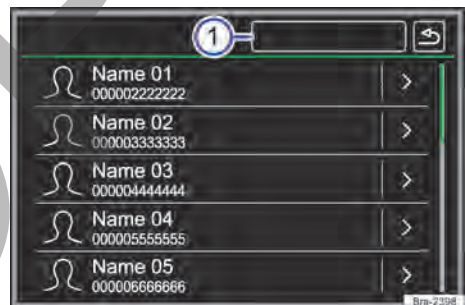 1
Name 01
000002222222
Name 02
000003333333
Name 03
000004444444
Name 04
000005555555
Name 05
000006666666
Bra-2398